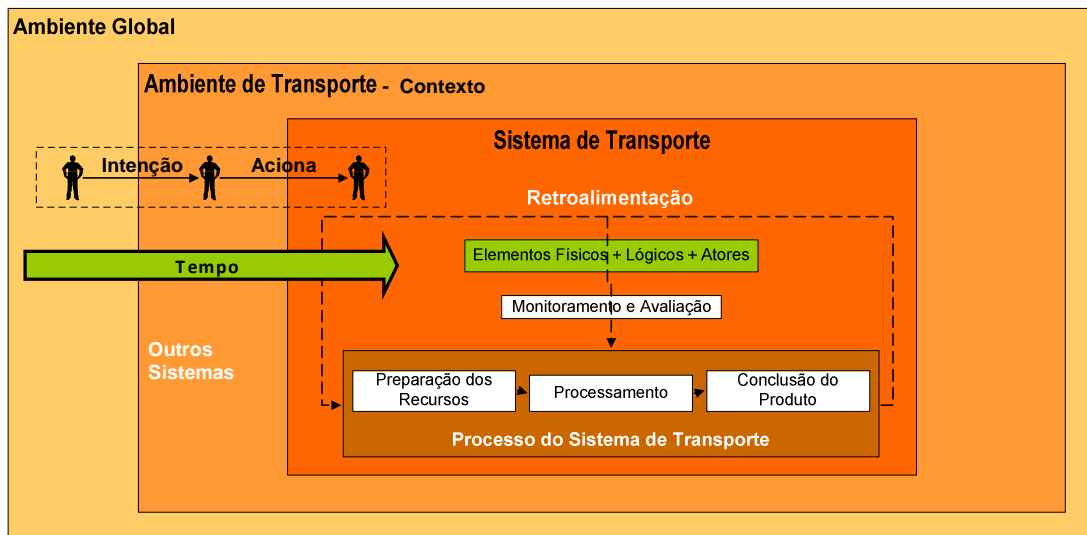 Ambiente Global
Ambiente de Transporte - Contexto
Sistema de Transporte
Intenção
Aciona
Retroalimentação
Elementos Físicos + Lógicos + Atores
Tempo
Monitoramento e Avaliação
Outros
Sistemas
Preparação dos
Recursos
Processamento
Conclusão do
Produto
Processo do Sistema de Transporte